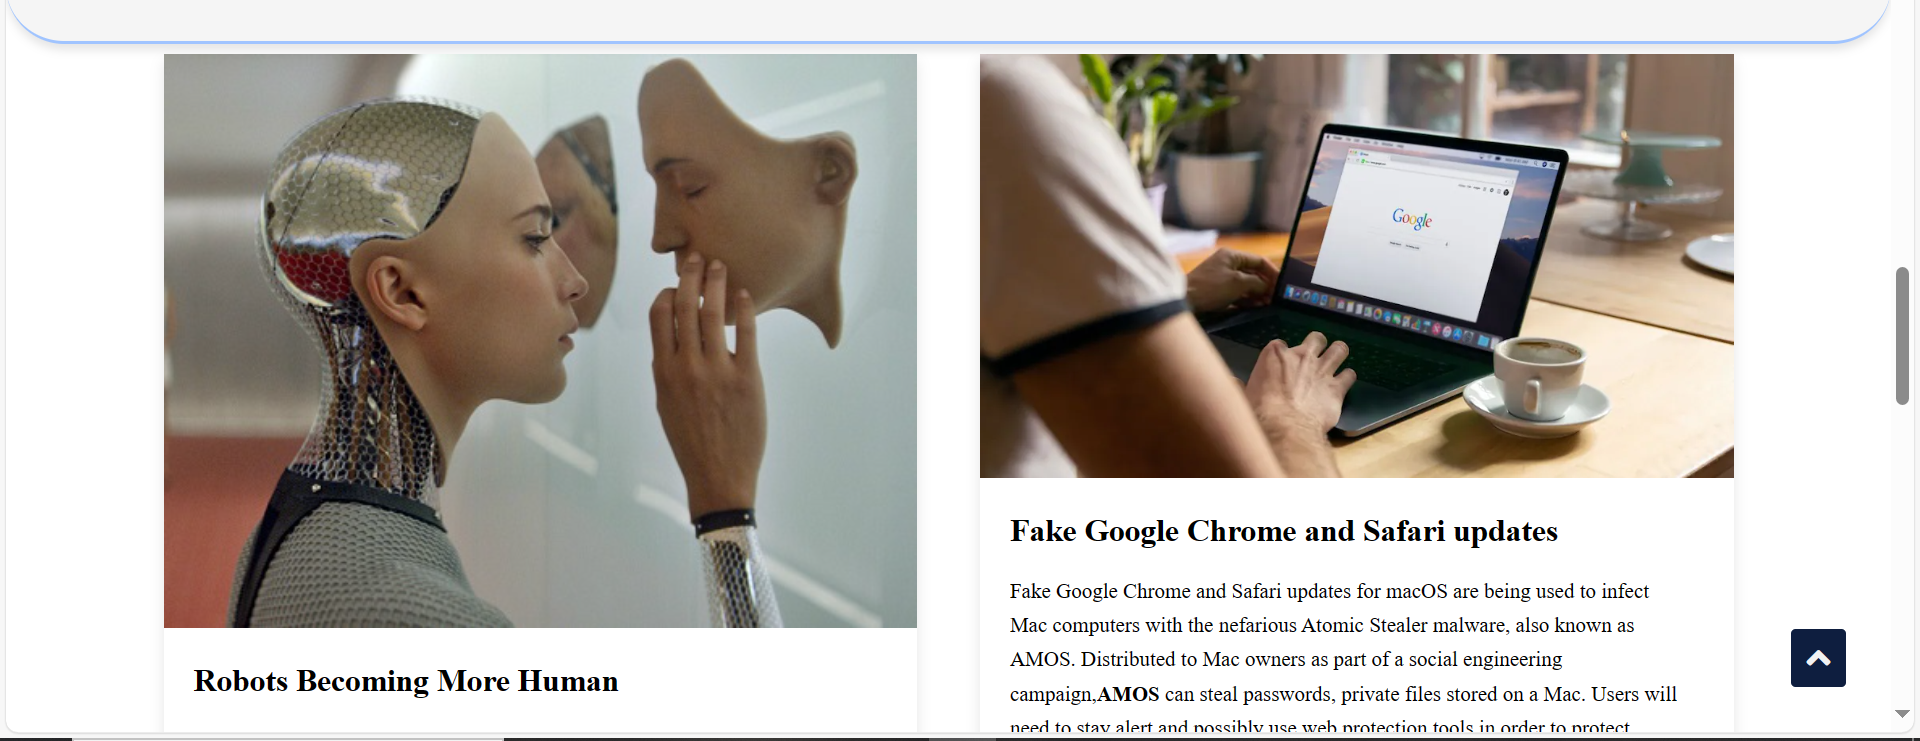 Google
Robots Becoming More Human
Fake Google Chrome and Safari updates
Fake Google Chrome and Safari updates for macOS are being used to infect
Mac computers with the nefarious Atomic Stealer malware, also known as
AMOS. Distributed to Mac owners as part of a social engineering
campaign,AMOS can steal passwords, private files stored on a Mac. Users will
need to stay alert and possibly use web protection tools in order to protect